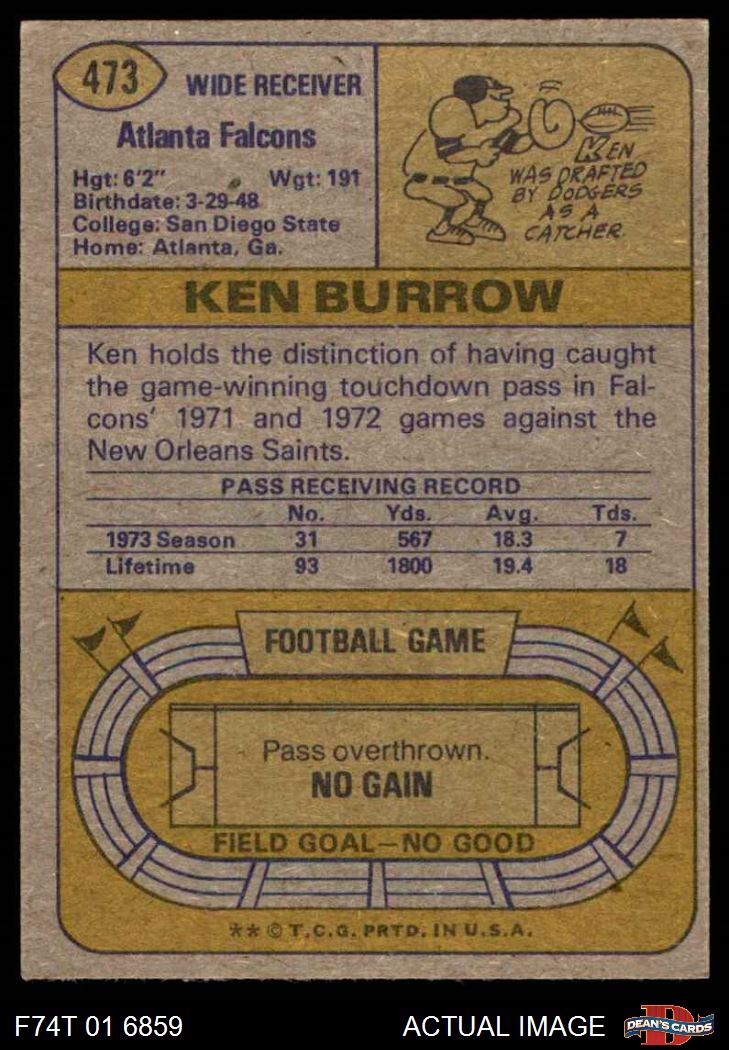 473
WIDE RECEIVER
Atlanta Falcons
Hgt: 6'2" Wgt: 191
Birthdate: 3-29-48
College: San Diego State
Home: Atlanta, Ga.
KEN
WAS DRAFTED
BY DODGERS
AS A
CATCHER.
KEN BURROW
Ken holds the distinction of having caught
the game-winning touchdown pass in Fal-
cons' 1971 and 1972 games against the
New Orleans Saints.
PASS RECEIVING RECORD
No. Yds. Avg. Tds.
1973 Season 31 567 18.3 7
Lifetime 93 1800 19.4 18
FOOTBALL GAME
Pass overthrown.
NO GAIN
FIELD GOAL—NO GOOD
** © T.C.G. PRTD. IN U.S.A.
F74T 01 6859 ACTUAL IMAGE D DEAN'S CARDS